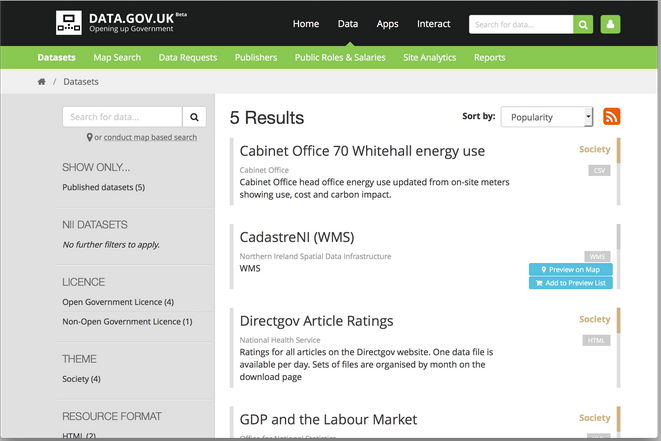 DATA.GOV.UK Beta
Opening up Government
Home Data Apps Interact
Search for data...
Datasets Map Search Data Requests Publishers Public Roles & Salaries Site Analytics Reports
/ Datasets
Search for data...
or conduct map based search
SHOW ONLY...
Published datasets (5)
NII DATASETS
No further filters to apply.
LICENCE
Open Government Licence (4)
Non-Open Government Licence (1)
THEME
Society (4)
RESOURCE FORMAT
HTML (2)
5 Results
Sort by: Popularity
Cabinet Office 70 Whitehall energy use
Society
Cabinet Office
CSV
Cabinet Office head office energy use updated from on-site meters
showing use, cost and carbon impact.
CadastreNI (WMS)
Northern Ireland Spatial Data Infrastructure
WMS
WMS
Preview on Map
Add to Preview List
Directgov Article Ratings
Society
National Health Service
HTML
Ratings for all articles on the Directgov website. One data file is
available per day. Sets of files are organised by month on the
download page
GDP and the Labour Market
Society
Office for National Statistics